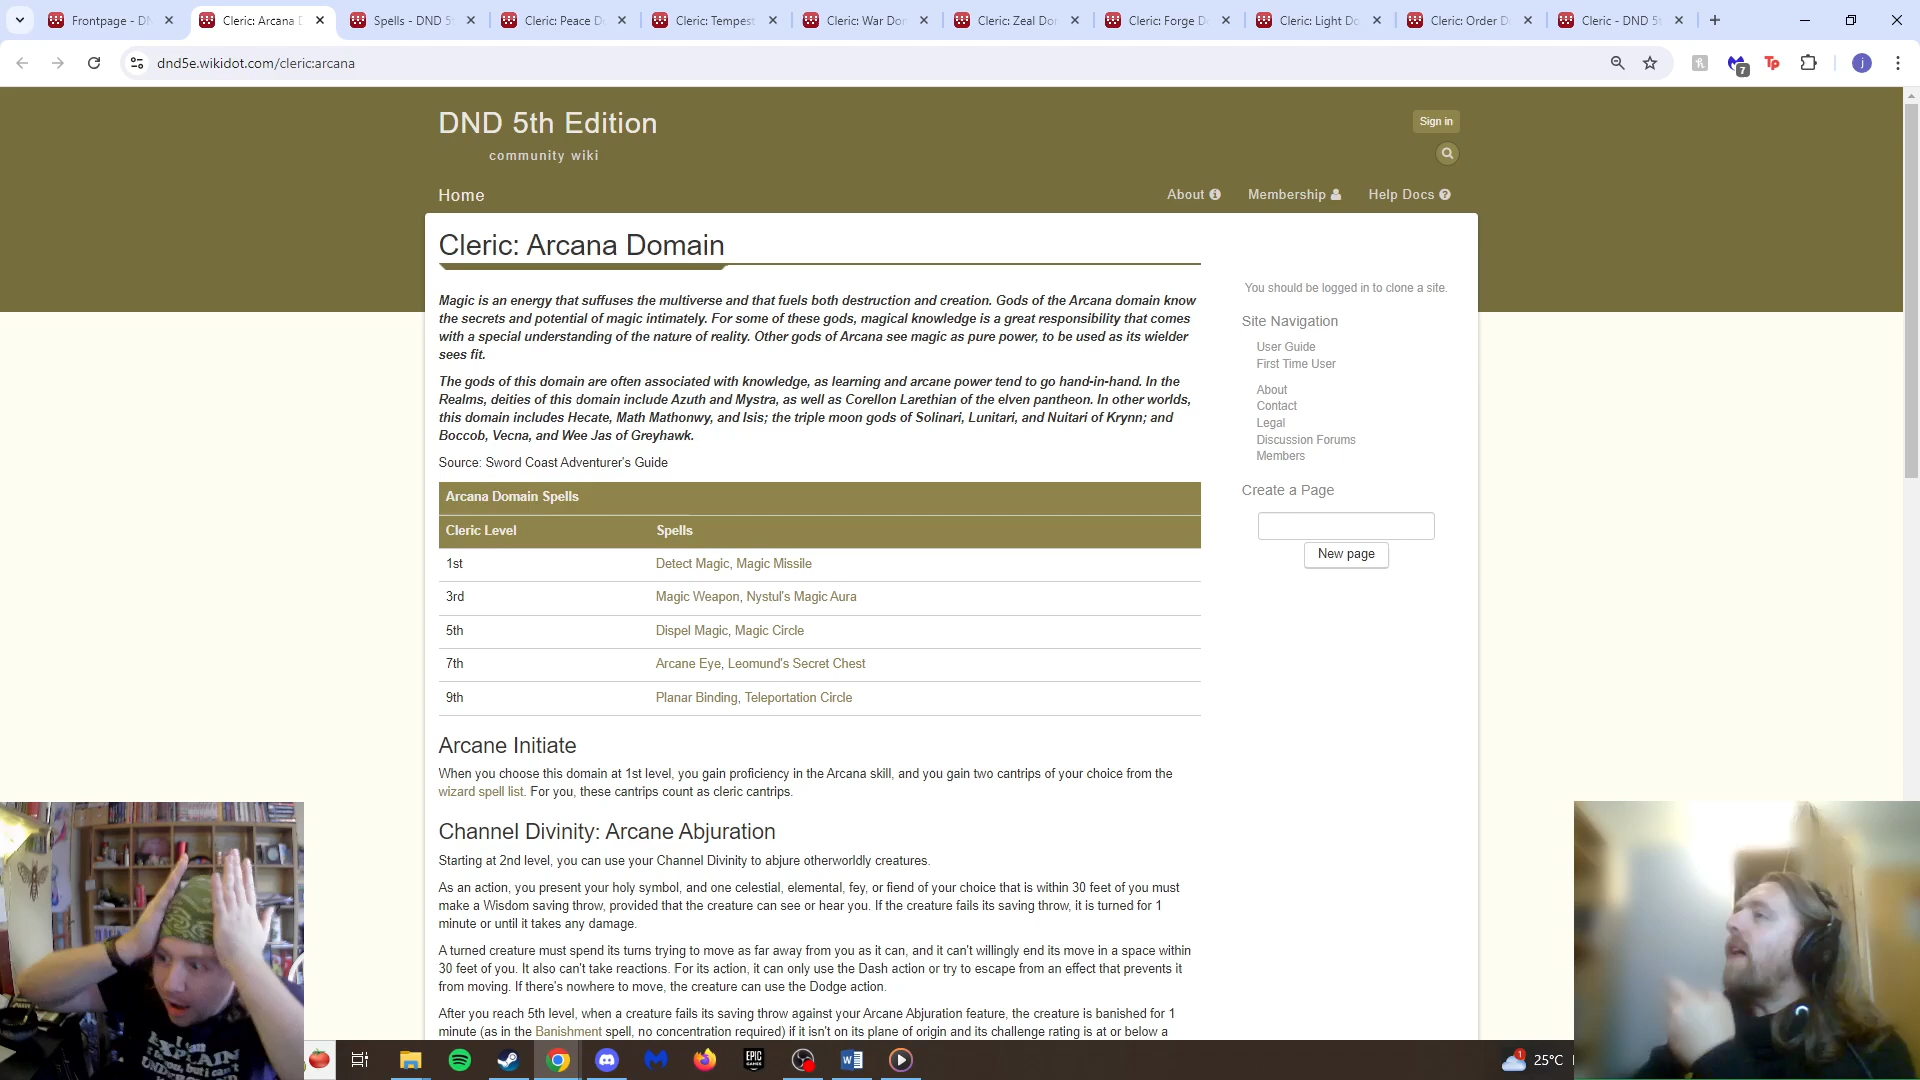 Frontpage - DN
Cleric: Arcana D
Spells - DND 5t
Cleric: Peace Do
Cleric: Tempest
Cleric: War Dom
Cleric: Zeal Dom
Cleric: Forge Do
Cleric: Light Do
Cleric: Order D
Cleric - DND 5t
dnd5e.wikidot.com/cleric:arcana
7
Tp
j
DND 5th Edition
community wiki
Sign in
Home
About
Membership
Help Docs
Cleric: Arcana Domain
Magic is an energy that suffuses the multiverse and that fuels both destruction and creation. Gods of the Arcana domain know
the secrets and potential of magic intimately. For some of these gods, magical knowledge is a great responsibility that comes
with a special understanding of the nature of reality. Other gods of Arcana see magic as pure power, to be used as its wielder
sees fit.
The gods of this domain are often associated with knowledge, as learning and arcane power tend to go hand-in-hand. In the
Realms, deities of this domain include Azuth and Mystra, as well as Corellon Larethian of the elven pantheon. In other worlds,
this domain includes Hecate, Math Mathonwy, and Isis; the triple moon gods of Solinari, Lunitari, and Nuitari of Krynn; and
Boccob, Vecna, and Wee Jas of Greyhawk.
Source: Sword Coast Adventurer's Guide
Arcana Domain Spells
Cleric Level Spells
1st Detect Magic, Magic Missile
3rd Magic Weapon, Nystul's Magic Aura
5th Dispel Magic, Magic Circle
7th Arcane Eye, Leomund's Secret Chest
9th Planar Binding, Teleportation Circle
Arcane Initiate
When you choose this domain at 1st level, you gain proficiency in the Arcana skill, and you gain two cantrips of your choice from the
wizard spell list. For you, these cantrips count as cleric cantrips.
Channel Divinity: Arcane Abjuration
Starting at 2nd level, you can use your Channel Divinity to abjure otherworldly creatures.
As an action, you present your holy symbol, and one celestial, elemental, fey, or fiend of your choice that is within 30 feet of you must
make a Wisdom saving throw, provided that the creature can see or hear you. If the creature fails its saving throw, it is turned for 1
minute or until it takes any damage.
A turned creature must spend its turns trying to move as far away from you as it can, and it can't willingly end its move in a space within
30 feet of you. It also can't take reactions. For its action, it can only use the Dash action or try to escape from an effect that prevents it
from moving. If there's nowhere to move, the creature can use the Dodge action.
After you reach 5th level, when a creature fails its saving throw against your Arcane Abjuration feature, the creature is banished for 1
minute (as in the Banishment spell, no concentration required) if it isn't on its plane of origin and its challenge rating is at or below a
You should be logged in to clone a site.
Site Navigation
User Guide
First Time User
About
Contact
Legal
Discussion Forums
Members
Create a Page
New page
EXPLAIN
EPIC
GAMES
1
25°C